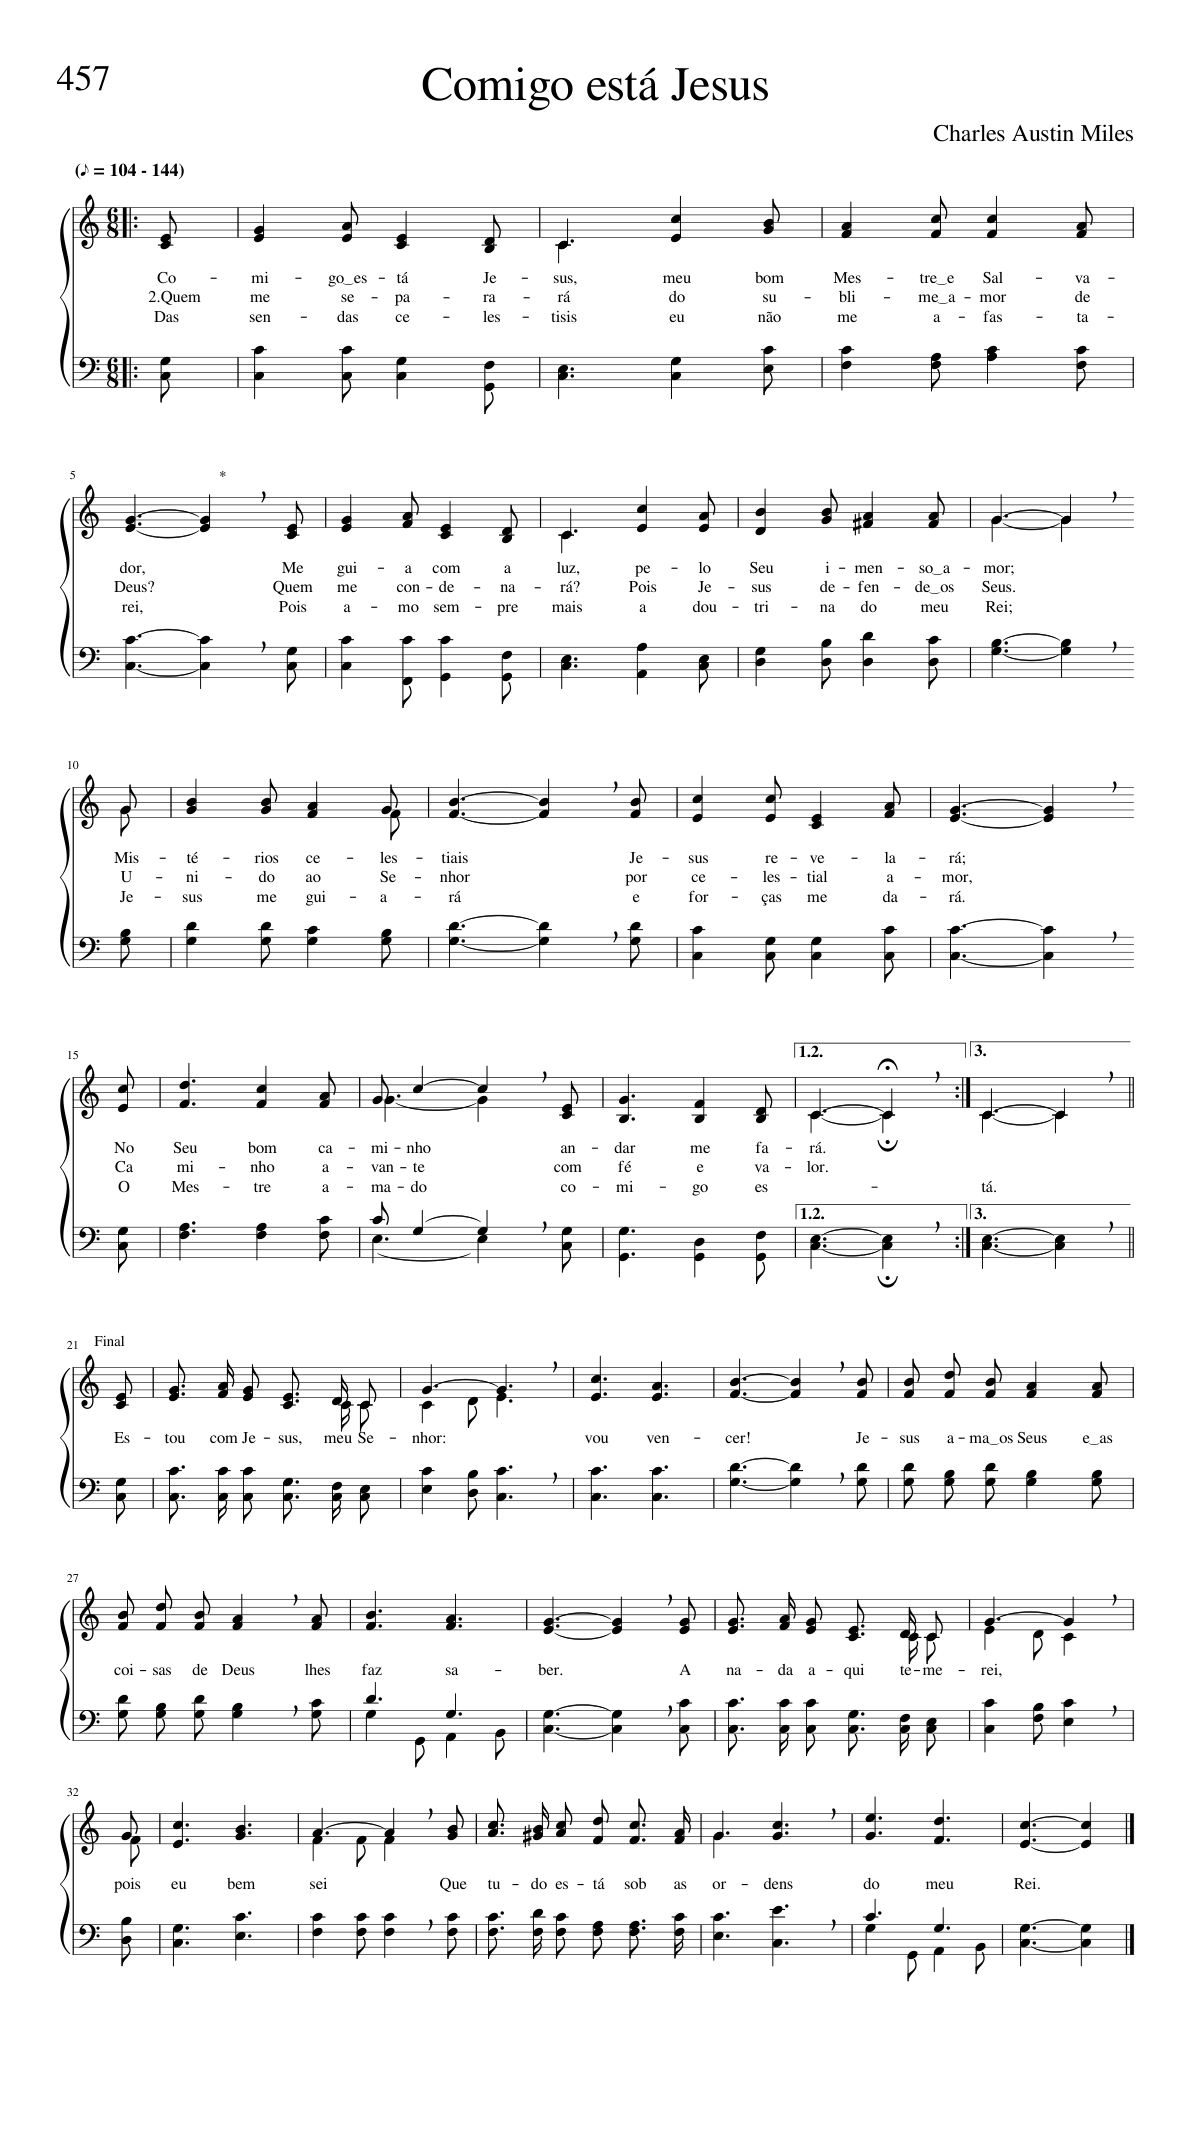 457
Comigo está Jesus
Charles Austin Miles
(♪ = 104 - 144)
Co - mi - go_es - tá Je - sus, meu bom Mes - tre_e Sal - va -
2.Quem me se - pa - ra - rá do su - bli - me_a - mor de
Das sen - das ce - les - tisis eu não me a - fas - ta -
5
*
dor, Me gui - a com a luz, pe - lo Seu i - men - so_a - mor;
Deus? Quem me con - de - na - rá? Pois Je - sus de - fen - de_os Seus.
rei, Pois a - mo sem - pre mais a dou - tri - na do meu Rei;
10
Mis - té - rios ce - les - tiais Je - sus re - ve - la - rá;
U - ni - do ao Se - nhor por ce - les - tial a - mor,
Je - sus me gui - a - rá e for - ças me da - rá.
15
1.2. 3.
No Seu bom ca - mi - nho an - dar me fa - rá.
Ca mi - nho a - van - te com fé e va - lor.
O Mes - tre a - ma - do co - mi - go es - tá.
1.2. 3.
21 Final
Es - tou com Je - sus, meu Se - nhor: vou ven - cer! Je - sus a - ma_os Seus e_as
27
coi - sas de Deus lhes faz sa - ber. A na - da a - qui te - me - rei,
32
pois eu bem sei Que tu - do es - tá sob as or - dens do meu Rei.